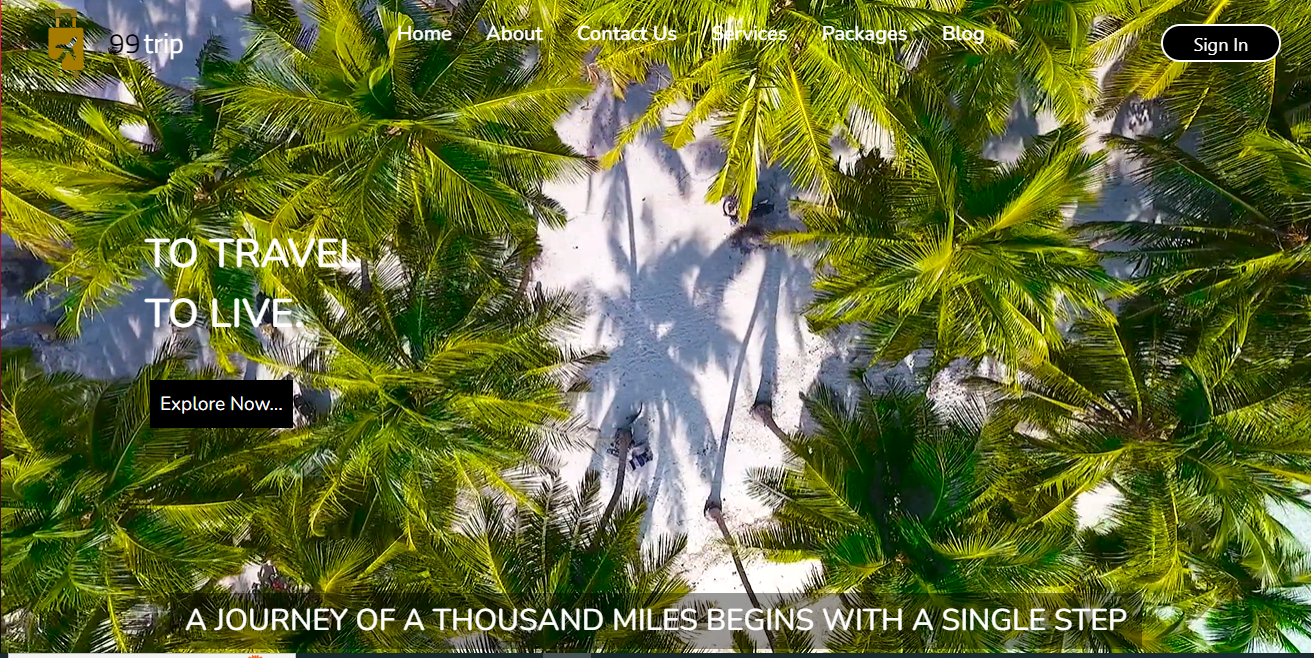 99 trip
Home About Contact Us Services Packages Blog
Sign In
TO TRAVEL
TO LIVE.
Explore Now...
A JOURNEY OF A THOUSAND MILES BEGINS WITH A SINGLE STEP